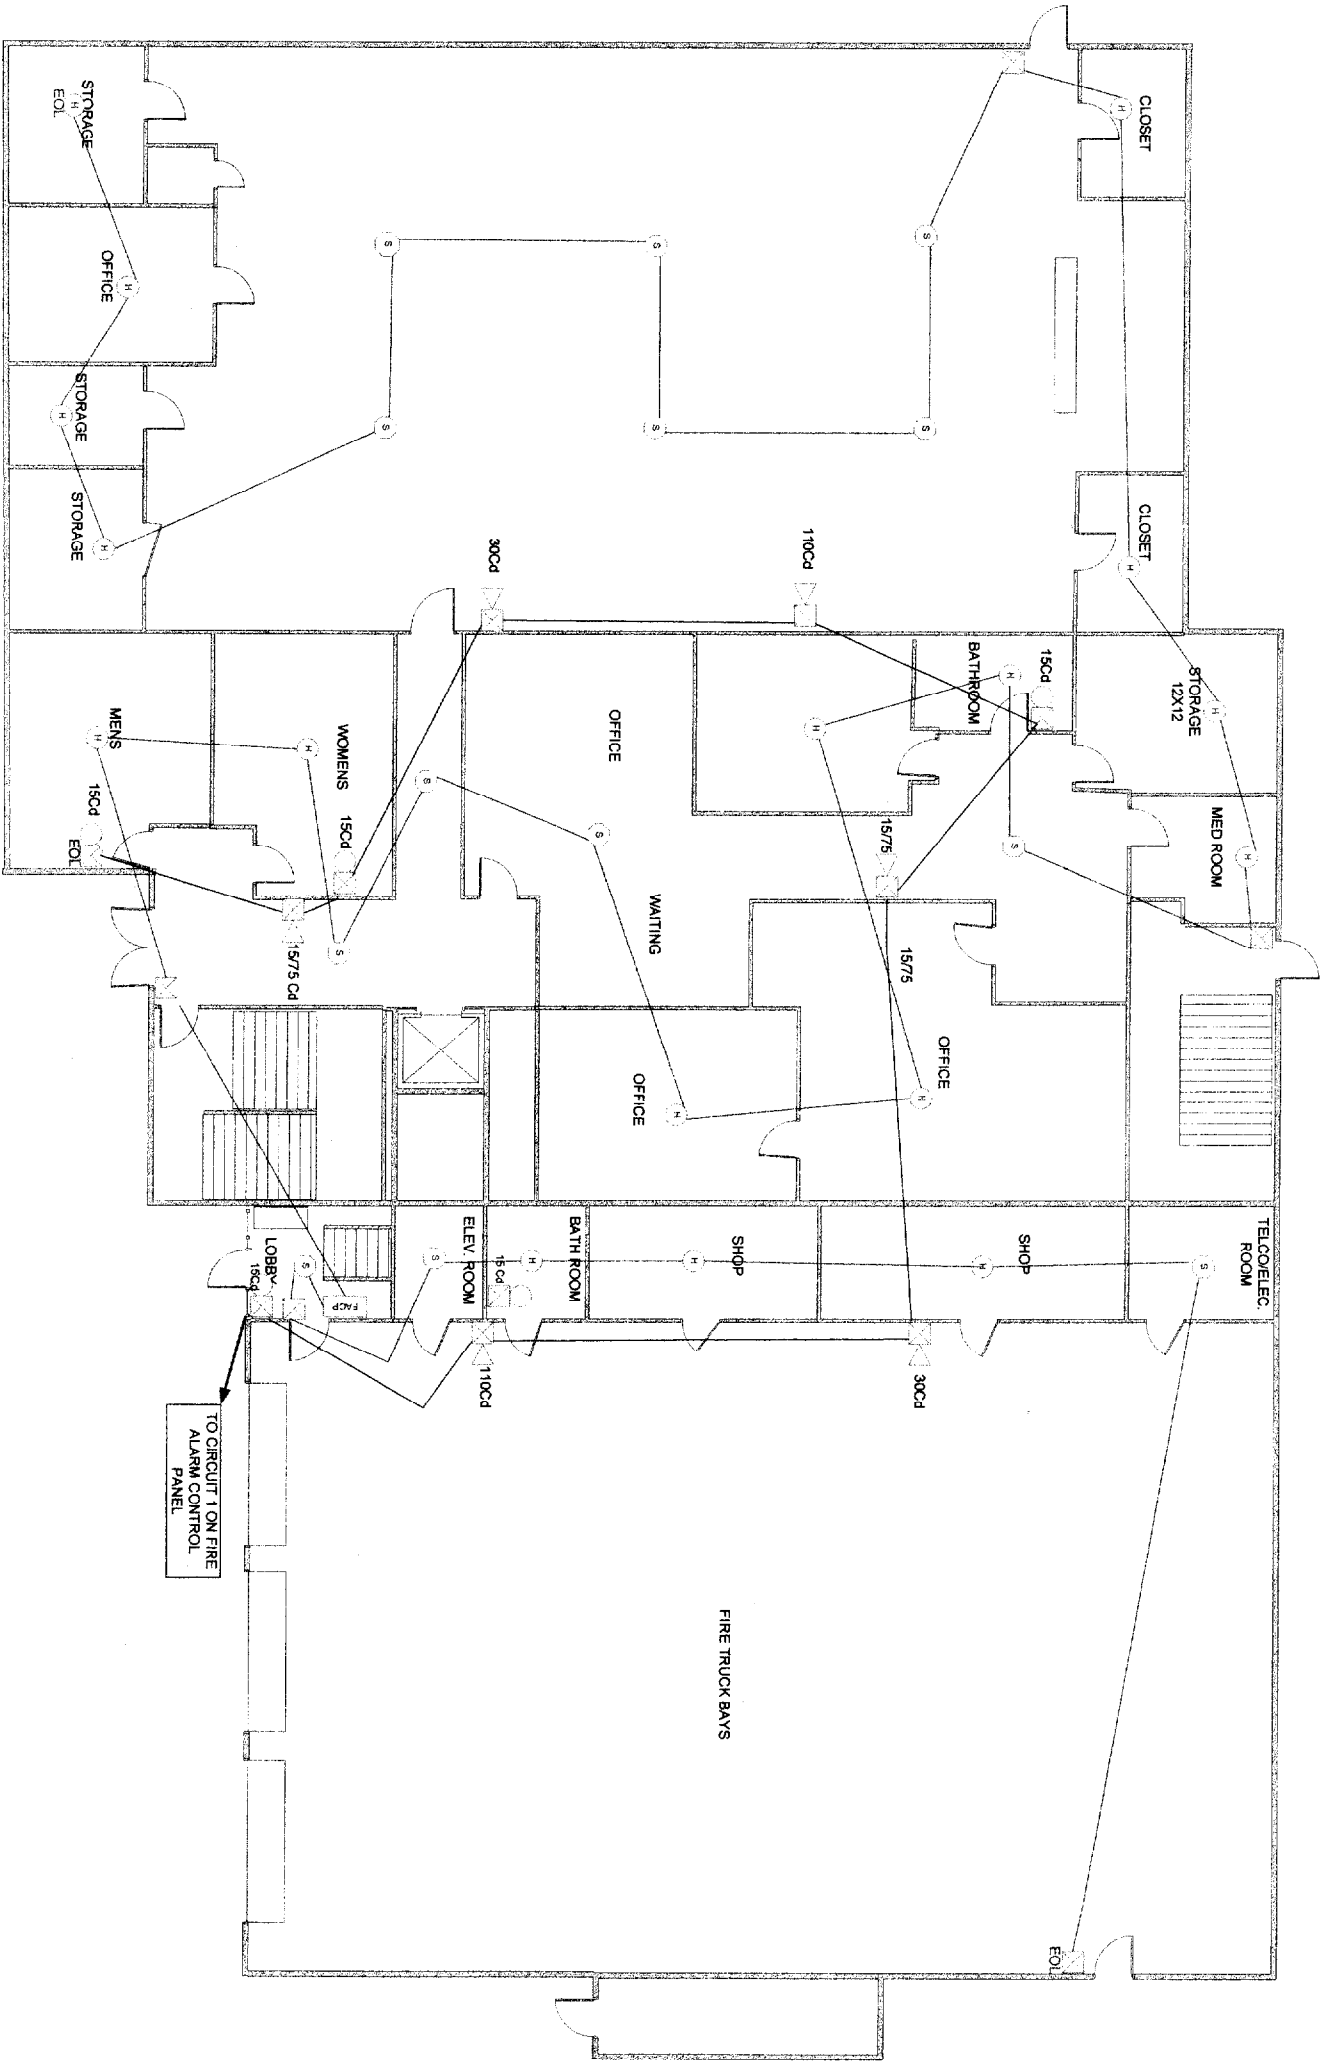 CLOSET
H
STORAGE
EOL
H
S
S
S
OFFICE
H
STORAGE
H
S
S
S
STORAGE
H
CLOSET
H
30Cd
110Cd
STORAGE
12X12
H
BATHROOM
H
15Cd
OFFICE
H
MENS
H
WOMENS
H
S
15Cd
EOL
15Cd
S
15/75
S
MED ROOM
H
WAITING
15/75 Cd
S
15/75
OFFICE
H
OFFICE
H
TELCO/ELEC.
ROOM
S
SHOP
H
SHOP
H
BATH ROOM
H
15 Cd
ELEV. ROOM
S
LOBBY
15Cd
S
FACP
110Cd
30Cd
TO CIRCUIT 1 ON FIRE
ALARM CONTROL
PANEL
FIRE TRUCK BAYS
EOL